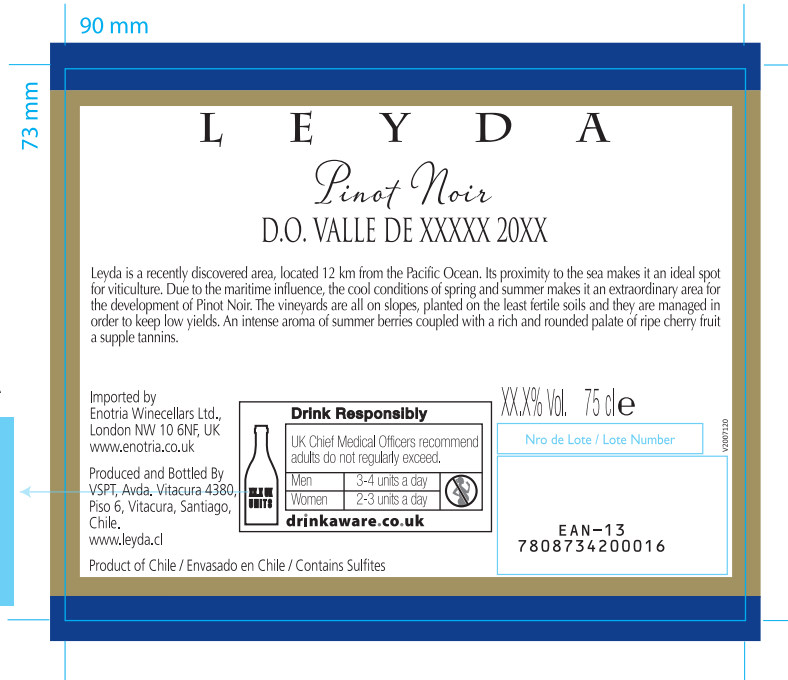 90 mm
73 mm
LEYDA
Pinot Noir
D.O. VALLE DE XXXXX 20XX
Leyda is a recently discovered area, located 12 km from the Pacific Ocean. Its proximity to the sea makes it an ideal spot
for viticulture. Due to the maritime influence, the cool conditions of spring and summer makes it an extraordinary area for
the development of Pinot Noir. The vineyards are all on slopes, planted on the least fertile soils and they are managed in
order to keep low yields. An intense aroma of summer berries coupled with a rich and rounded palate of ripe cherry fruit
a supple tannins.
Imported by
Enotria Winecellars Ltd.,
London NW 10 6NF, UK
www.enotria.co.uk
Produced and Bottled By
VSPT, Avda. Vitacura 4380,
Piso 6, Vitacura, Santiago,
Chile.
www.leyda.cl
Product of Chile / Envasado en Chile / Contains Sulfites
Drink Responsibly
UK Chief Medical Officers recommend
adults do not regularly exceed.
Men 3-4 units a day
Women 2-3 units a day
UNITS
drinkaware.co.uk
XX.X% Vol. 75 cl e
Nro de Lote / Lote Number
V2007120
EAN-13
7808734200016